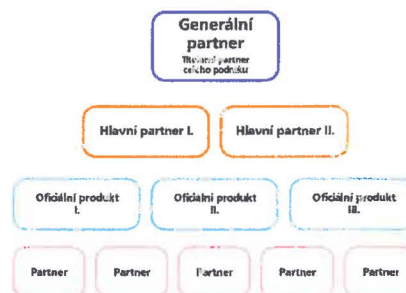 Generální
partner
Titulární partner
celého podniku
Hlavní partner I.
Hlavní partner II.
Oficiální produkt
I.
Oficiální produkt
II.
Oficiální produkt
III.
Partner
Partner
Partner
Partner
Partner